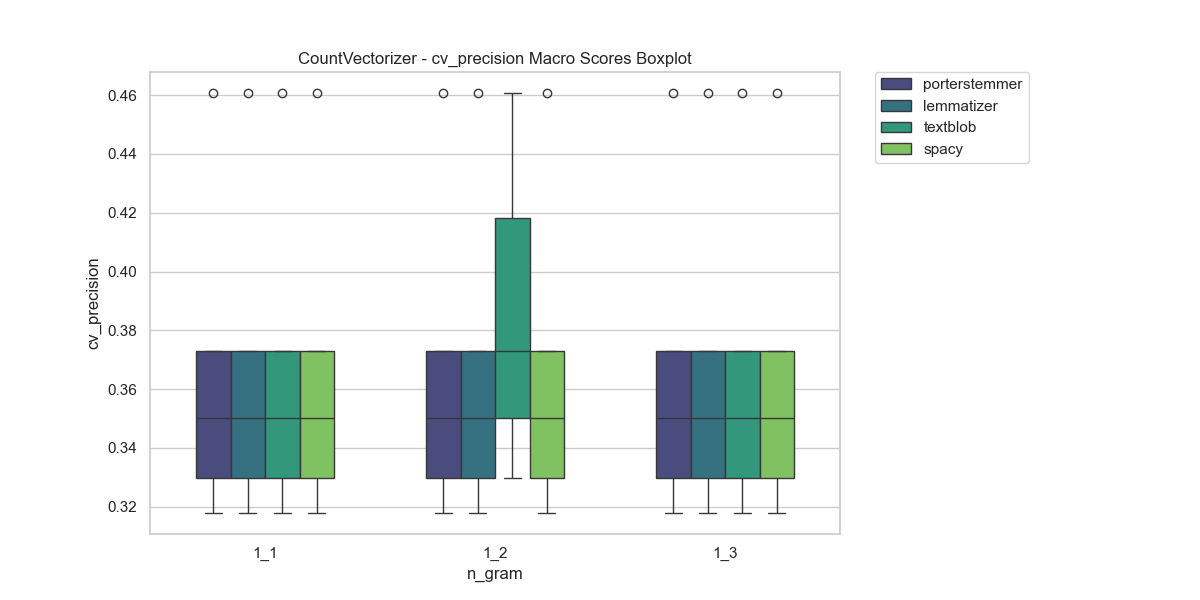 CountVectorizer - cv_precision Macro Scores Boxplot
porterstemmer
lemmatizer
textblob
spacy
cv_precision
0.46
0.44
0.42
0.40
0.38
0.36
0.34
0.32
1_1
1_2
1_3
n_gram